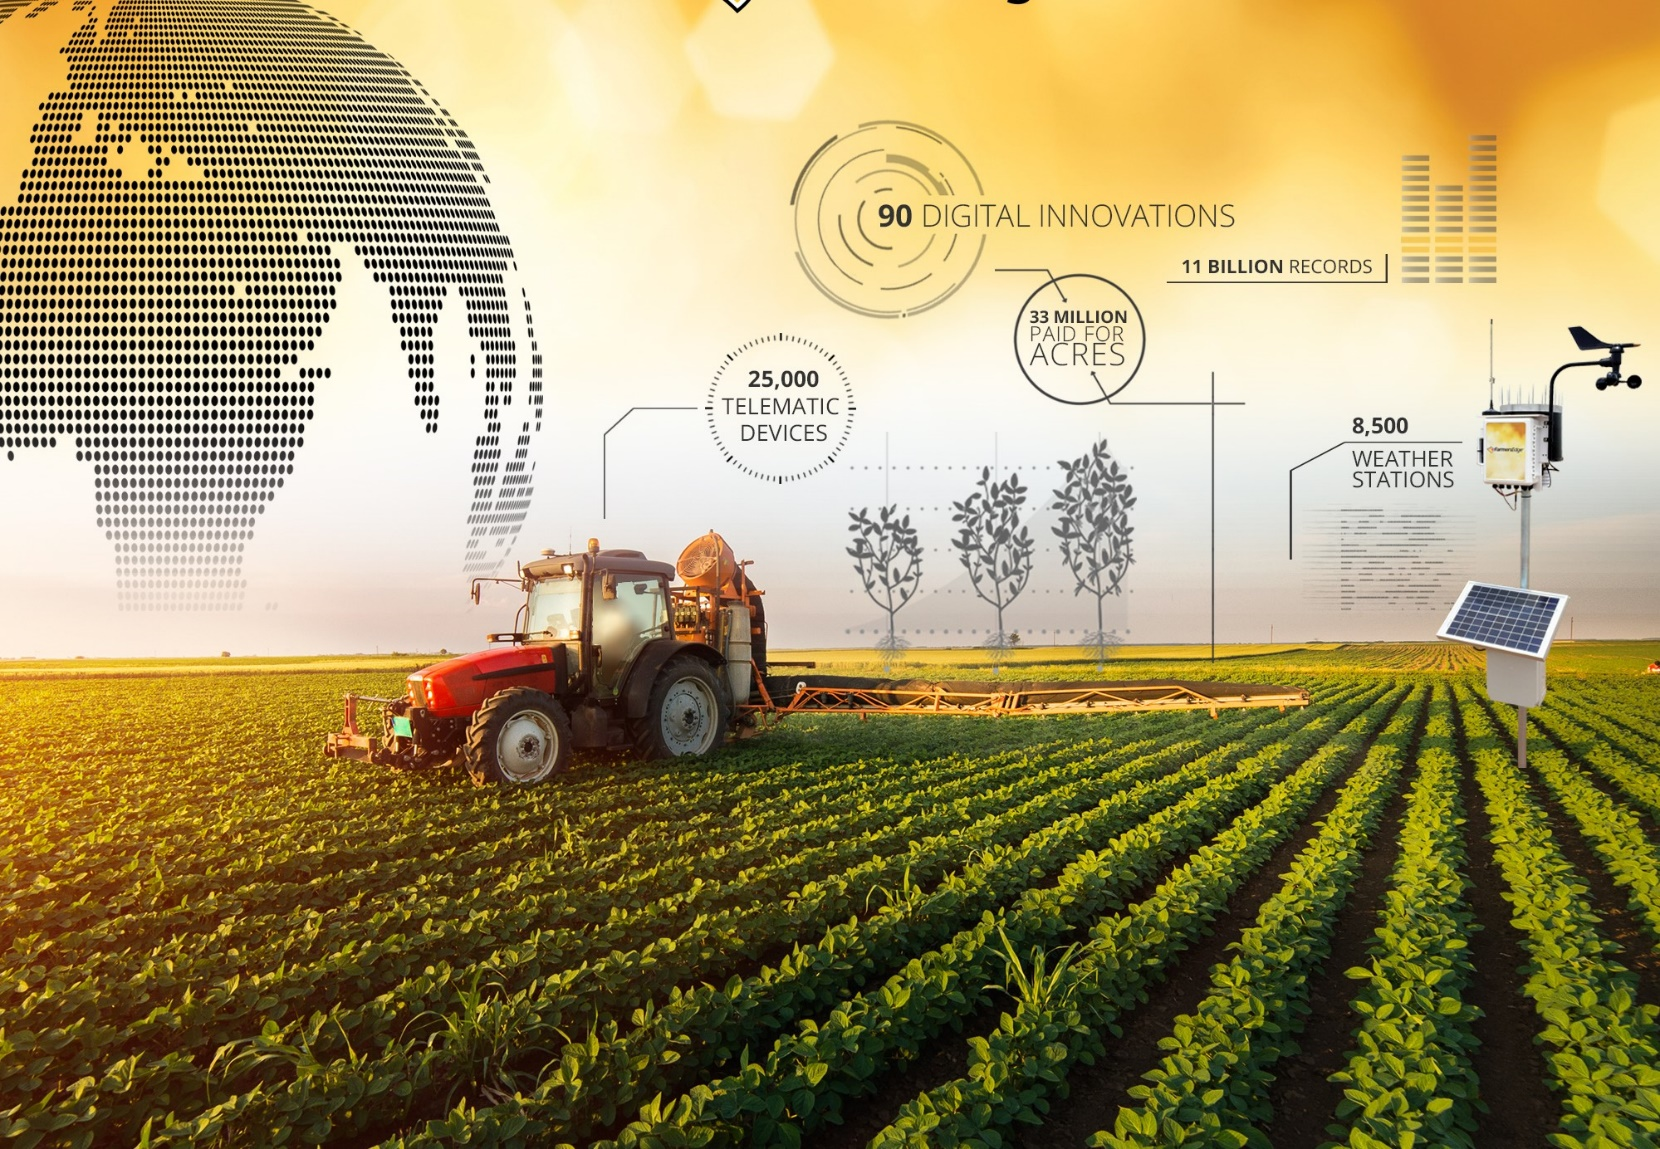 90 DIGITAL INNOVATIONS
11 BILLION RECORDS
33 MILLION
PAID FOR
ACRES
25,000
TELEMATIC
DEVICES
8,500
WEATHER
STATIONS
FarmersEdge